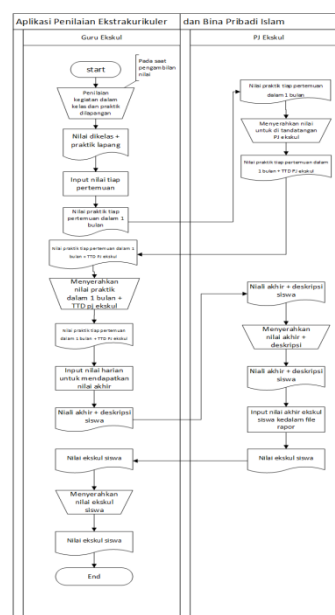 Aplikasi Penilaian Ekstrakurikuler dan Bina Pribadi Islam
Guru Ekskul
PJ Ekskul
start
Pada saat
pengambilan
nilai
Penilaian
kegiatan dalam
kelas dan praktik
dilapangan
Nilai dikelas +
praktik lapang
Input nilai tiap
pertemuan
Nilai praktik tiap
pertemuan dalam 1
bulan
Nilai praktik tiap pertemuan
dalam 1 bulan
Menyerahkan nilai
untuk di tandatangan
PJ ekskul
Nilai praktik tiap pertemuan dalam
1 bulan + TTD PJ ekskul
Nilai praktik tiap pertemuan dalam 1
bulan + TTD PJ ekskul
Menyerahkan
nilai praktik
dalam 1 bulan +
TTD pj ekskul
Nilai praktik tiap pertemuan
dalam 1 bulan + TTD PJ ekskul
Input nilai harian
untuk mendapatkan
nilai akhir
Niali akhir + deskripsi
siswa
Niali akhir + deskripsi
siswa
Menyerahkan
nilai akhir +
deskripsi
Nilai akhir + deskripsi
siswa
Input nilai akhir ekskul
siswa kedalam file
rapor
Nilai ekskul siswa
Nilai ekskul siswa
Menyerahkan
nilai ekskul
siswa
Nilai ekskul siswa
End